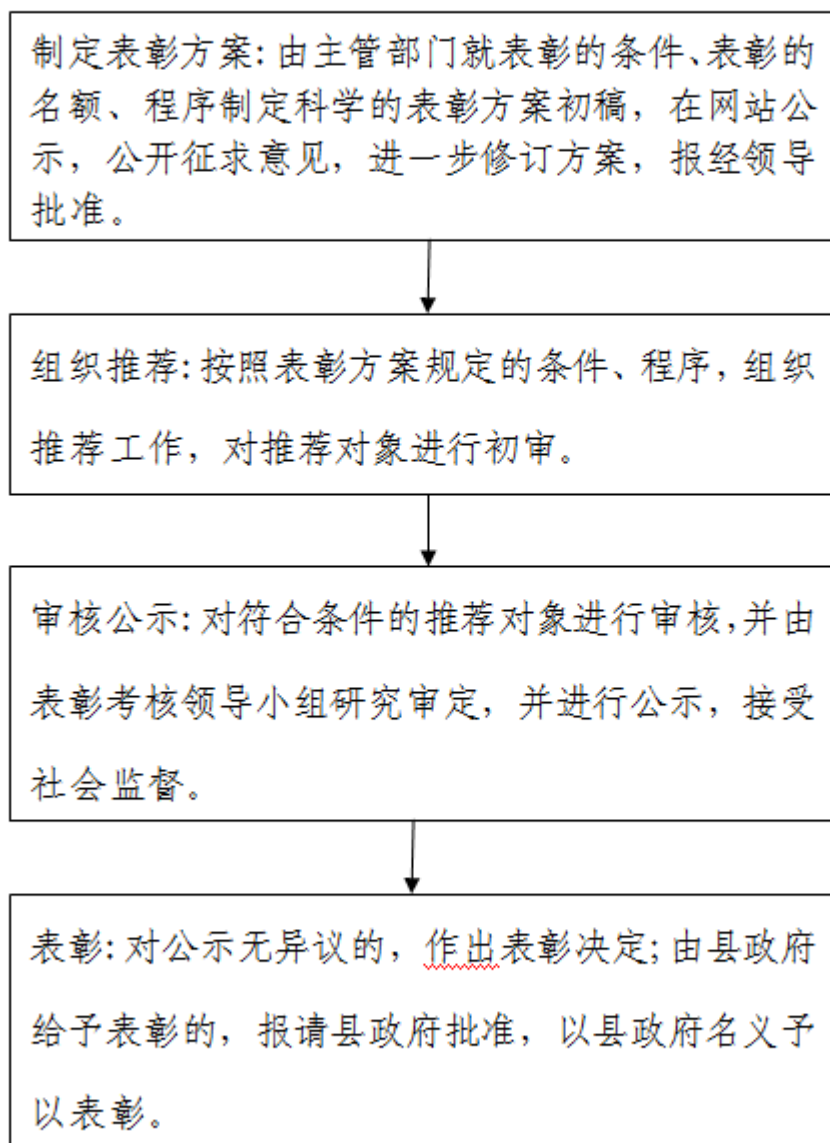 制定表彰方案:由主管部门就表彰的条件、表彰的
名额、程序制定科学的表彰方案初稿，在网站公
示，公开征求意见，进一步修订方案，报经领导
批准。
组织推荐:按照表彰方案规定的条件、程序，组织
推荐工作，对推荐对象进行初审。
审核公示:对符合条件的推荐对象进行审核，并由
表彰考核领导小组研究审定，并进行公示，接受
社会监督。
表彰:对公示无异议的，作出表彰决定;由县政府
给予表彰的，报请县政府批准，以县政府名义予
以表彰。